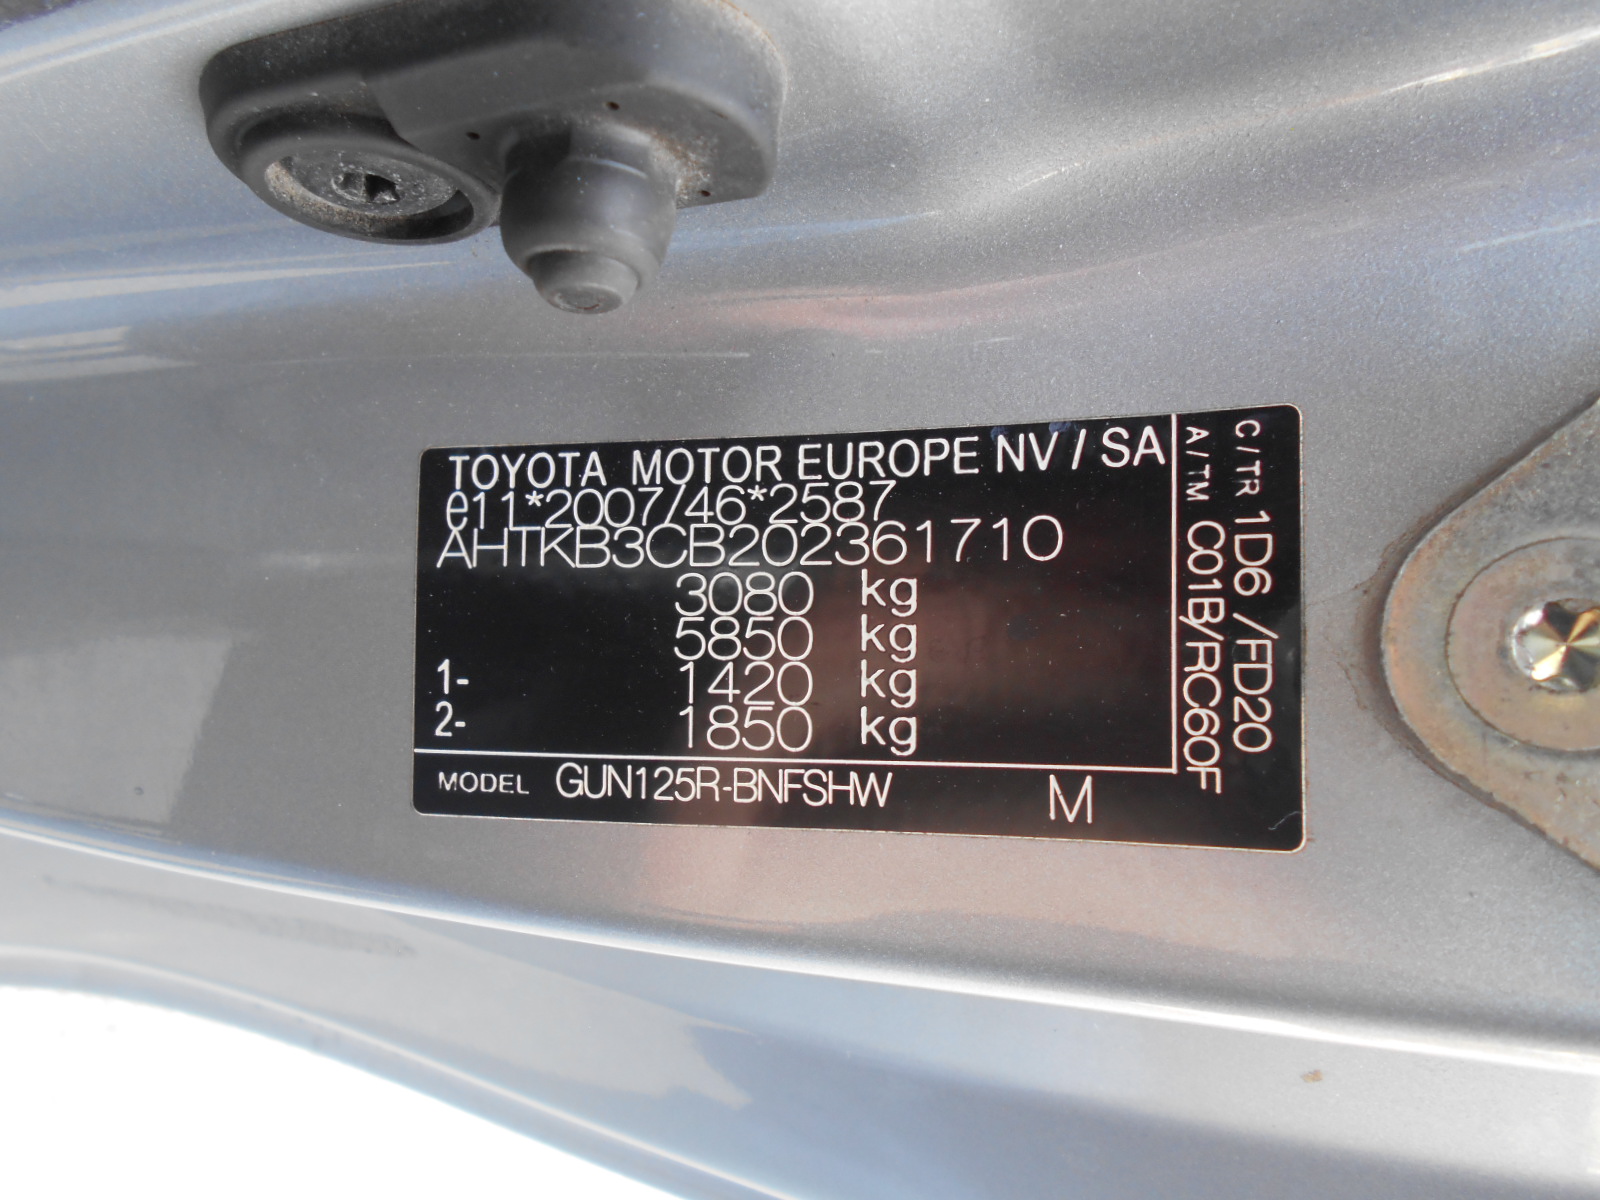 TOYOTA MOTOR EUROPE NV / SA
e11*2007/46*2587
AHTKB3CB202361710
3080 kg
5850 kg
1- 1420 kg
2- 1850 kg
MODEL GUN125R-BNFSHW M
C / TR 1D6 /FD20
A / TM C01B/RC60F